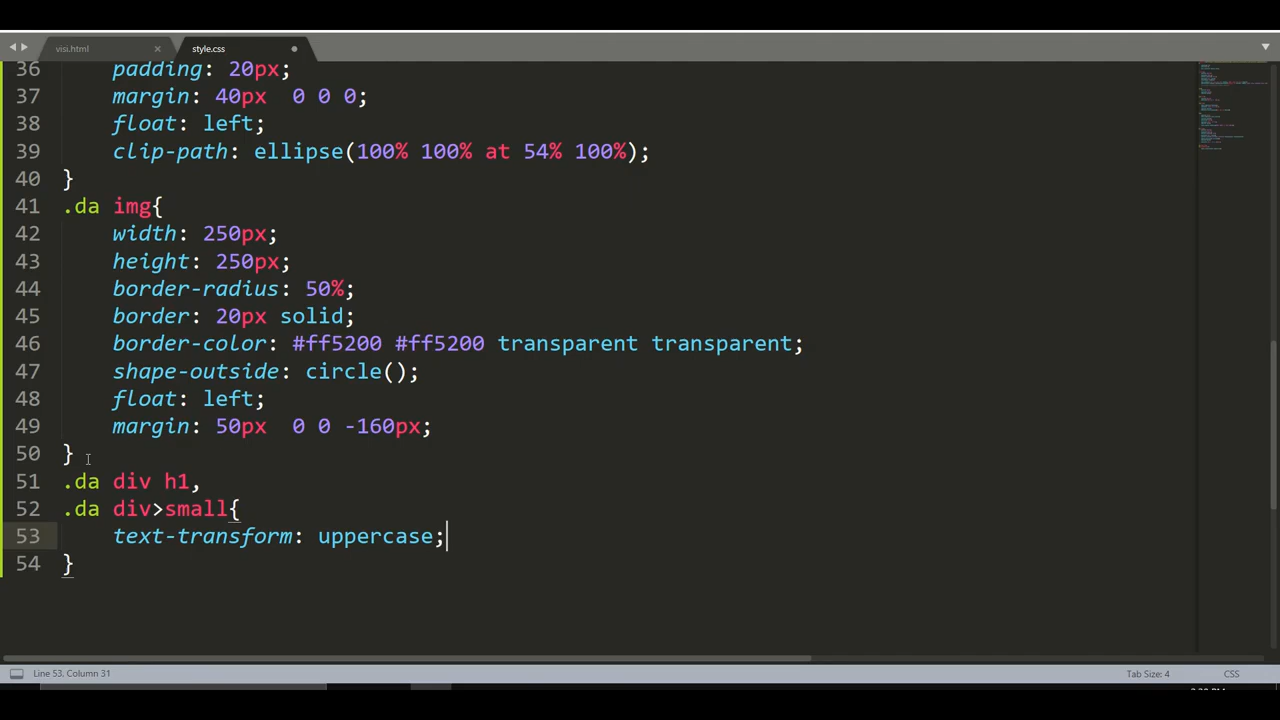 visi.html
style.css
36 padding: 20px;
37 margin: 40px  0 0 0;
38 float: left;
39 clip-path: ellipse(100% 100% at 54% 100%);
40 }
41 .da img{
42 width: 250px;
43 height: 250px;
44 border-radius: 50%;
45 border: 20px solid;
46 border-color: #ff5200 #ff5200 transparent transparent;
47 shape-outside: circle();
48 float: left;
49 margin: 50px  0 0 -160px;
50 }
51 .da div h1,
52 .da div>small{
53 text-transform: uppercase;
54 }
Line 53, Column 31
Tab Size: 4
CSS